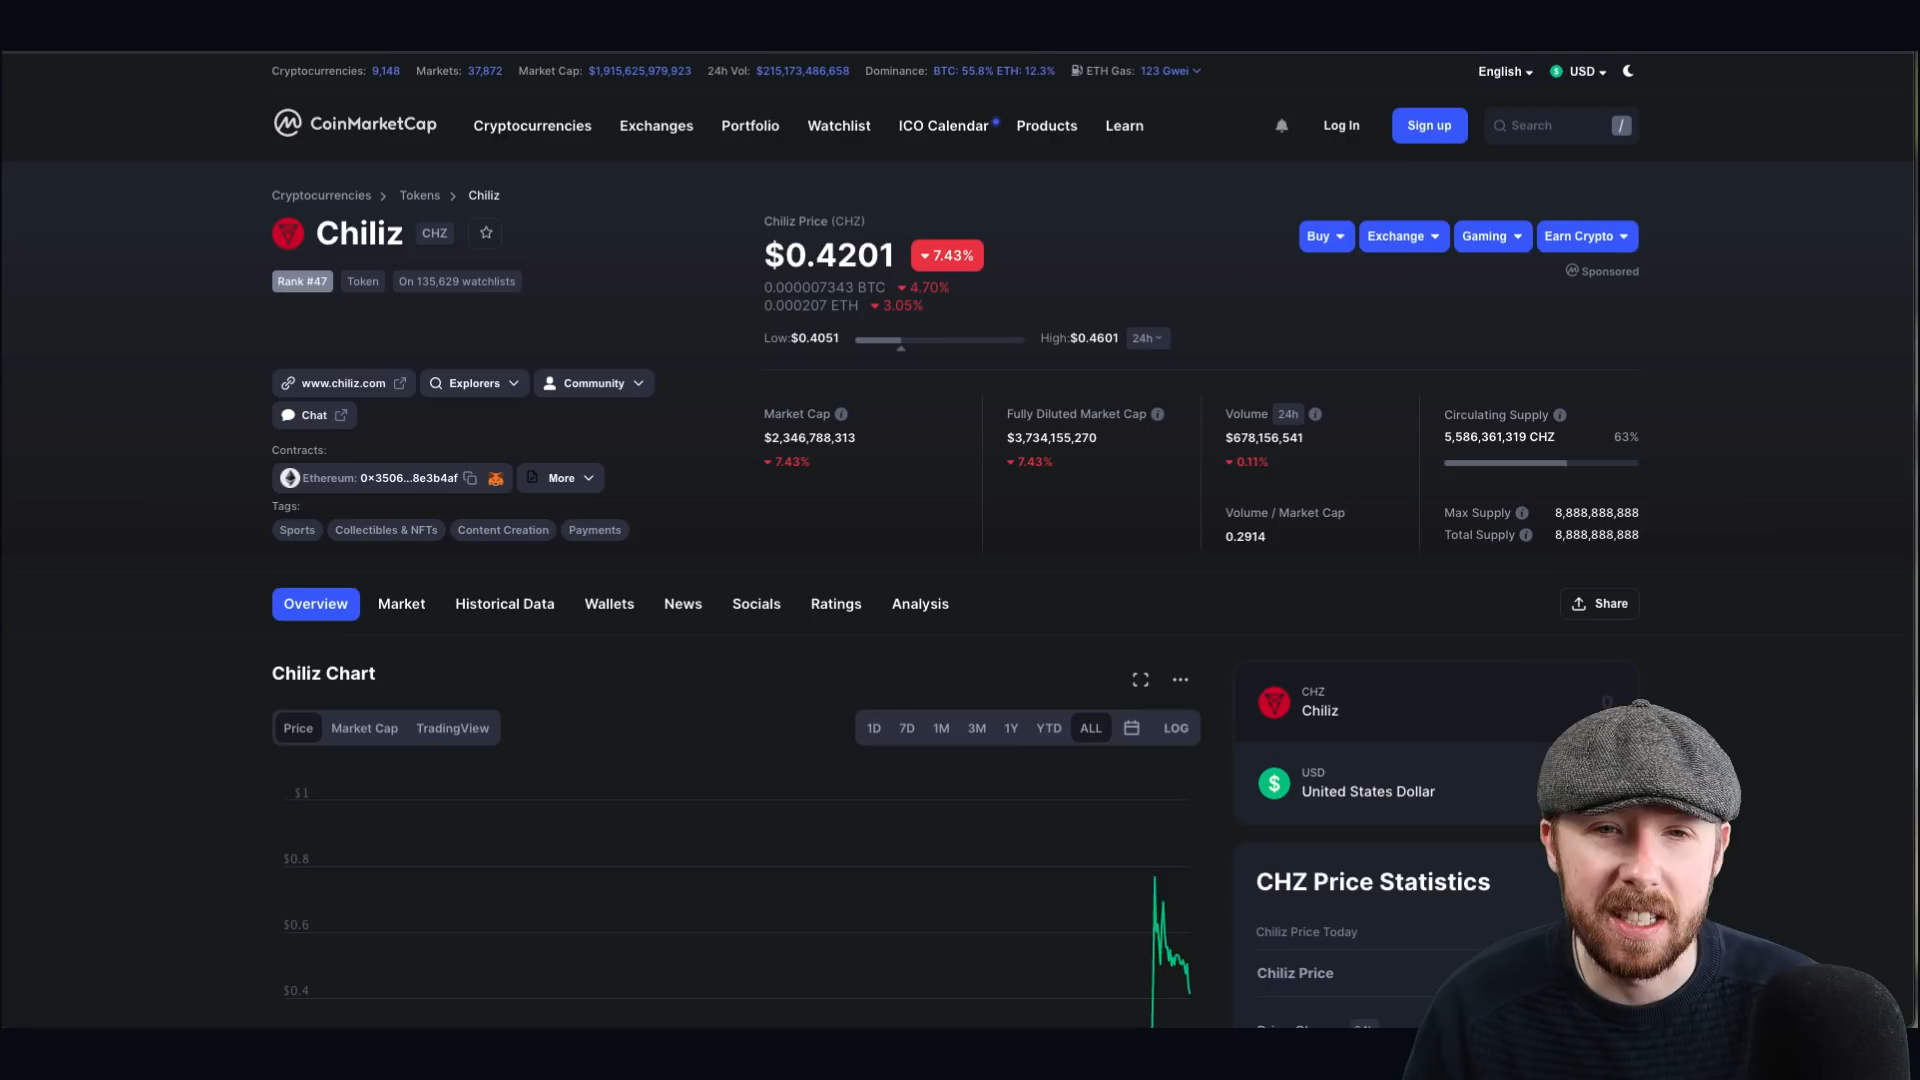 Cryptocurrencies: 9,148 Markets: 37,872 Market Cap: $1,915,625,979,923 24h Vol: $215,173,486,658 Dominance: BTC: 55.8% ETH: 12.3% ETH Gas: 123 Gwei English USD
CoinMarketCap Cryptocurrencies Exchanges Portfolio Watchlist ICO Calendar Products Learn Log In Sign up Search /
Cryptocurrencies > Tokens > Chiliz
Chiliz CHZ
Rank #47 Token On 135,629 watchlists
Chiliz Price (CHZ)
$0.4201 7.43%
0.000007343 BTC 4.70%
0.000207 ETH 3.05%
Low:$0.4051 High:$0.4601 24h
Buy Exchange Gaming Earn Crypto
Sponsored
www.chiliz.com Explorers Community
Chat
Contracts:
Ethereum: 0x3506...8e3b4af More
Tags:
Sports Collectibles & NFTs Content Creation Payments
Market Cap
$2,346,788,313
7.43%
Fully Diluted Market Cap
$3,734,155,270
7.43%
Volume 24h
$678,156,541
0.11%
Volume / Market Cap
0.2914
Circulating Supply
5,586,361,319 CHZ 63%
Max Supply 8,888,888,888
Total Supply 8,888,888,888
Overview Market Historical Data Wallets News Socials Ratings Analysis Share
Chiliz Chart
Price Market Cap TradingView 1D 7D 1M 3M 1Y YTD ALL LOG
$1
$0.8
$0.6
$0.4
CHZ
Chiliz
$
USD
United States Dollar
CHZ Price Statistics
Chiliz Price Today
Chiliz Price